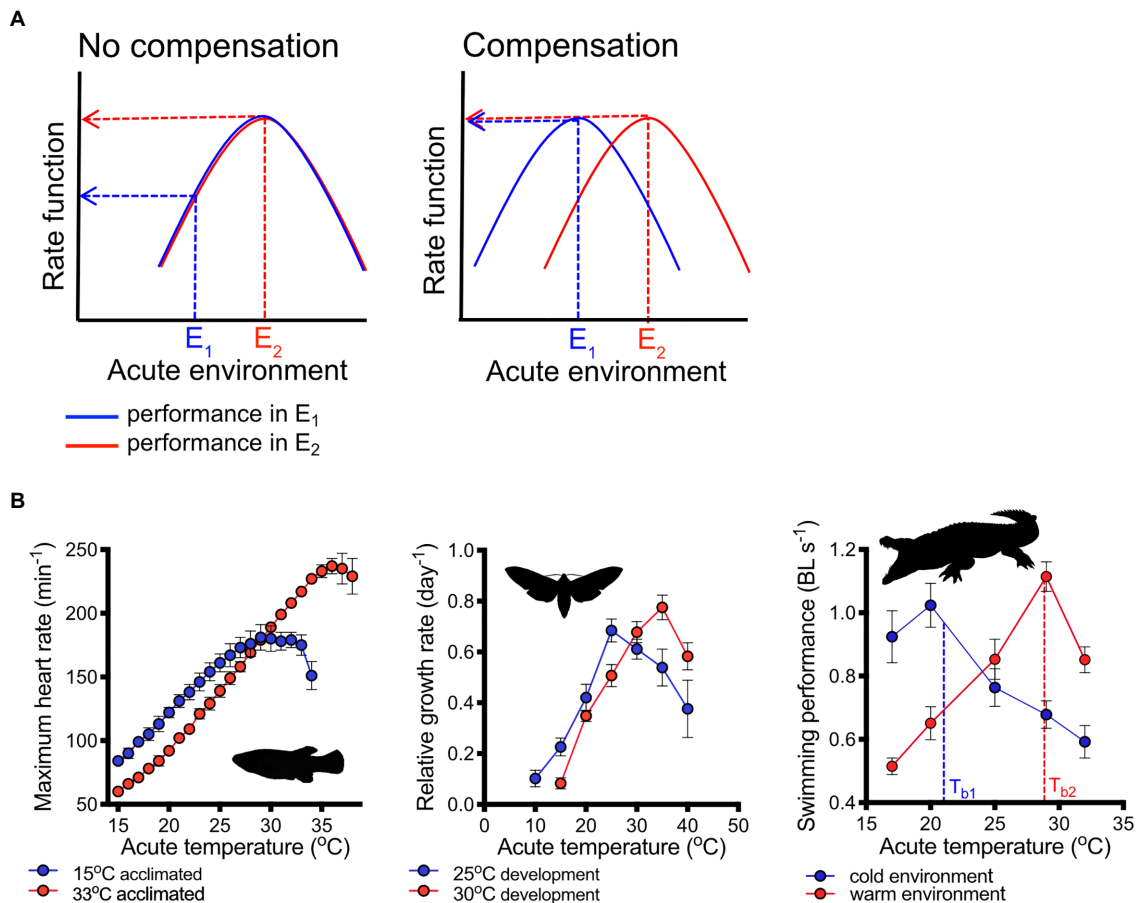 A
No compensation
Compensation
Rate function
E₁
E₂
Acute environment
Rate function
E₁
E₂
Acute environment
performance in E₁
performance in E₂
B
Maximum heart rate (min⁻¹)
250
200
150
100
50
15
20
25
30
35
Acute temperature (ºC)
15ºC acclimated
33ºC acclimated
Relative growth rate (day⁻¹)
1.0
0.8
0.6
0.4
0.2
0.0
0
10
20
30
40
50
Acute temperature (ºC)
25ºC development
30ºC development
Swimming performance (BL s⁻¹)
1.2
1.0
0.8
0.6
0.4
T_b1
T_b2
15
20
25
30
35
Acute temperature (ºC)
cold environment
warm environment